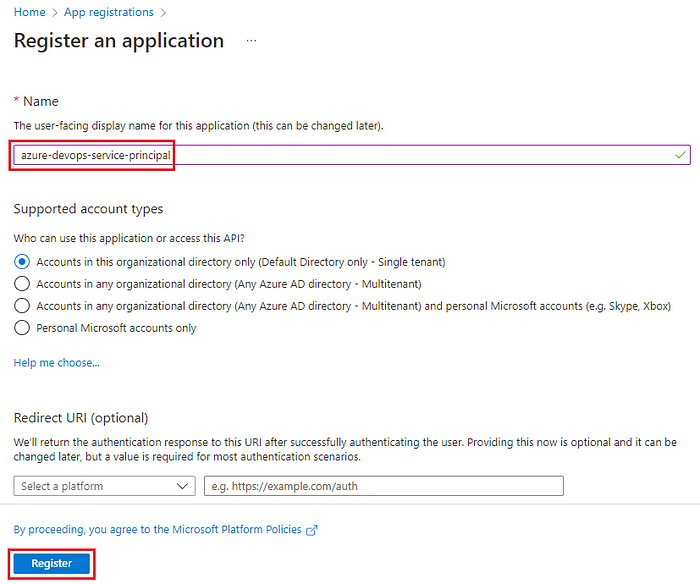 Home > App registrations >
Register an application ...
* Name
The user-facing display name for this application (this can be changed later).
azure-devops-service-principal
Supported account types
Who can use this application or access this API?
Accounts in this organizational directory only (Default Directory only - Single tenant)
Accounts in any organizational directory (Any Azure AD directory - Multitenant)
Accounts in any organizational directory (Any Azure AD directory - Multitenant) and personal Microsoft accounts (e.g. Skype, Xbox)
Personal Microsoft accounts only
Help me choose...
Redirect URI (optional)
We'll return the authentication response to this URI after successfully authenticating the user. Providing this now is optional and it can be
changed later, but a value is required for most authentication scenarios.
Select a platform e.g. https://example.com/auth
By proceeding, you agree to the Microsoft Platform Policies
Register